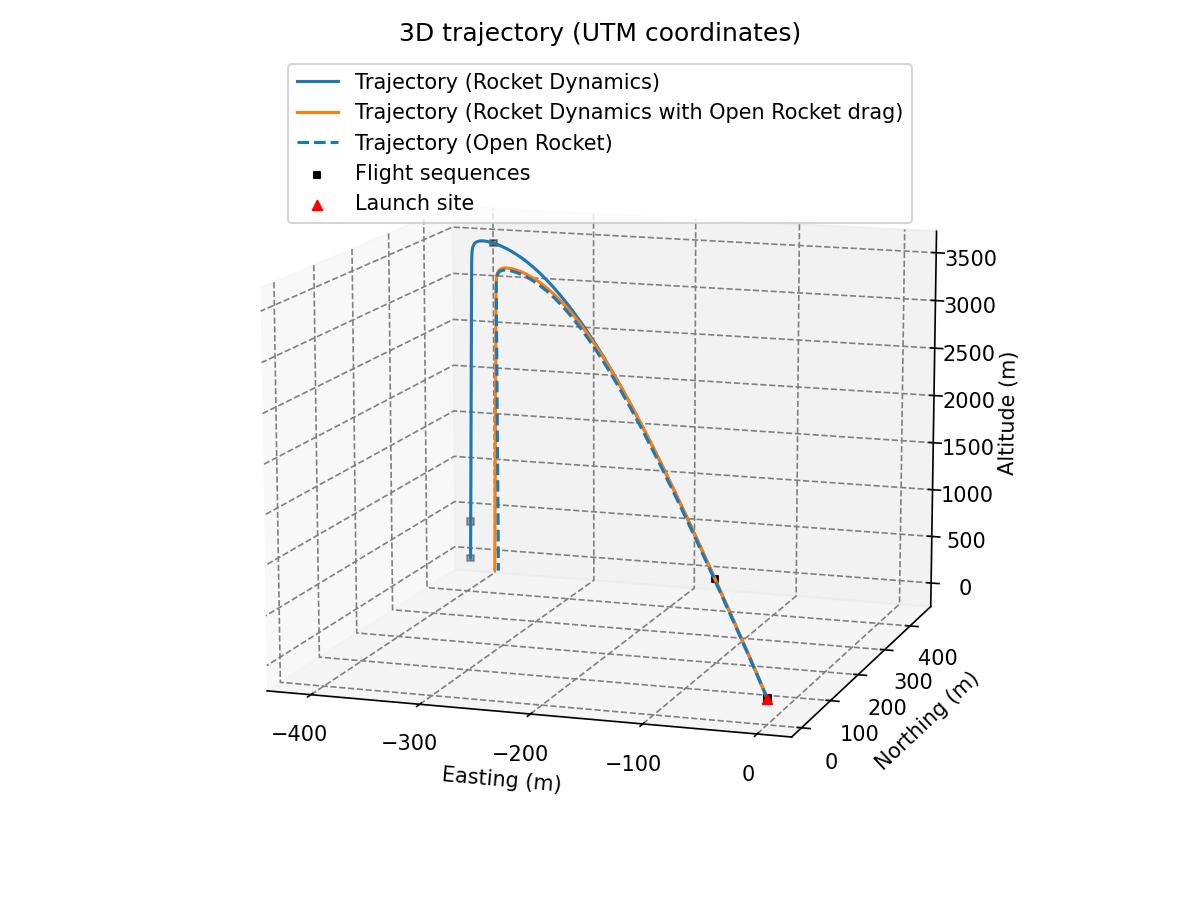 3D trajectory (UTM coordinates)
Trajectory (Rocket Dynamics)
Trajectory (Rocket Dynamics with Open Rocket drag)
Trajectory (Open Rocket)
Flight sequences
Launch site
3500
3000
2500
2000
1500
1000
500
0
Altitude (m)
400
300
200
100
0
Northing (m)
−400
−300
−200
−100
0
Easting (m)